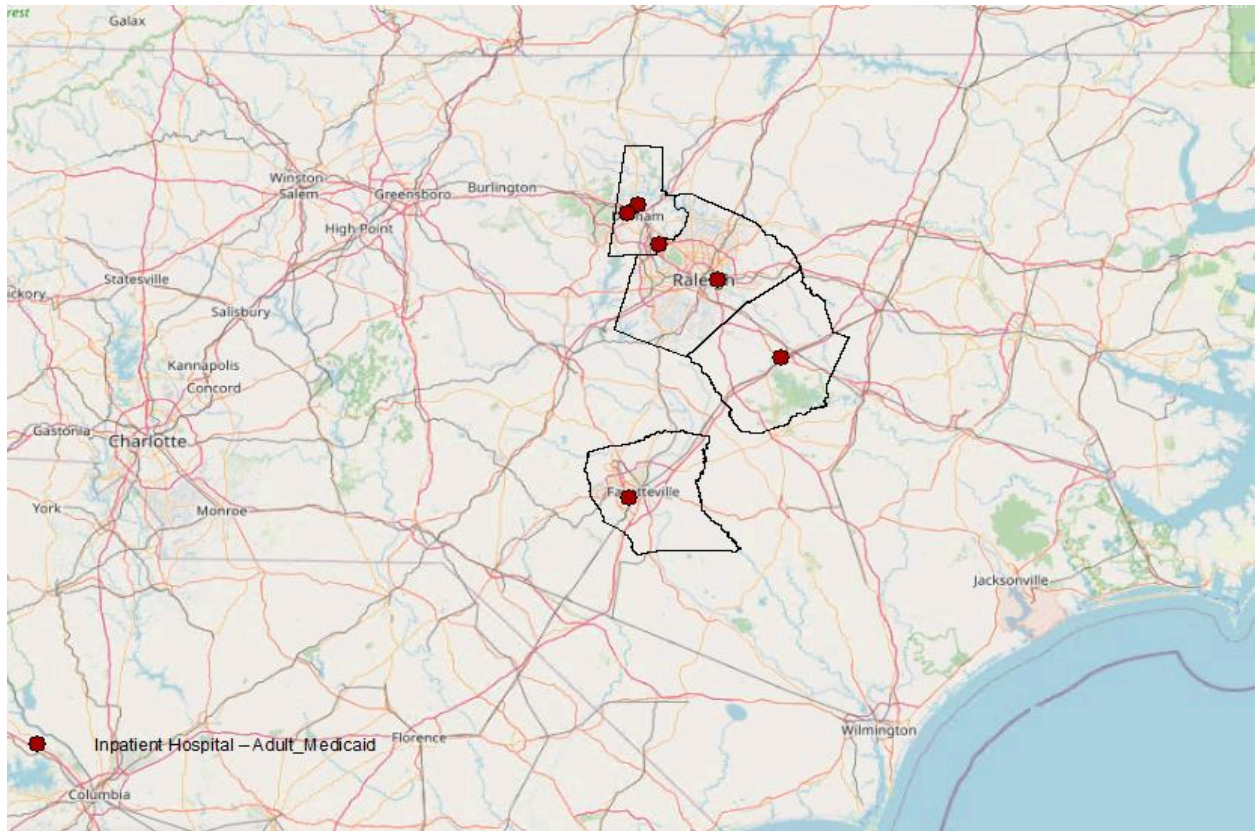 rest
Galax
Winston-
Salem
Greensboro
Burlington
High Point
Durham
Statesville
Raleigh
ickory
Salisbury
Kannapolis
Concord
Gastonia
Charlotte
Fayetteville
York
Monroe
Jacksonville
Wilmington
Florence
Inpatient Hospital – Adult_Medicaid
Columbia